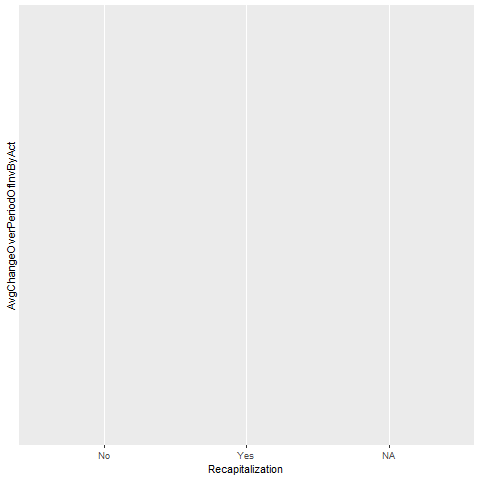 AvgChangeOverPeriodOfInvByAct
No Yes NA
Recapitalization